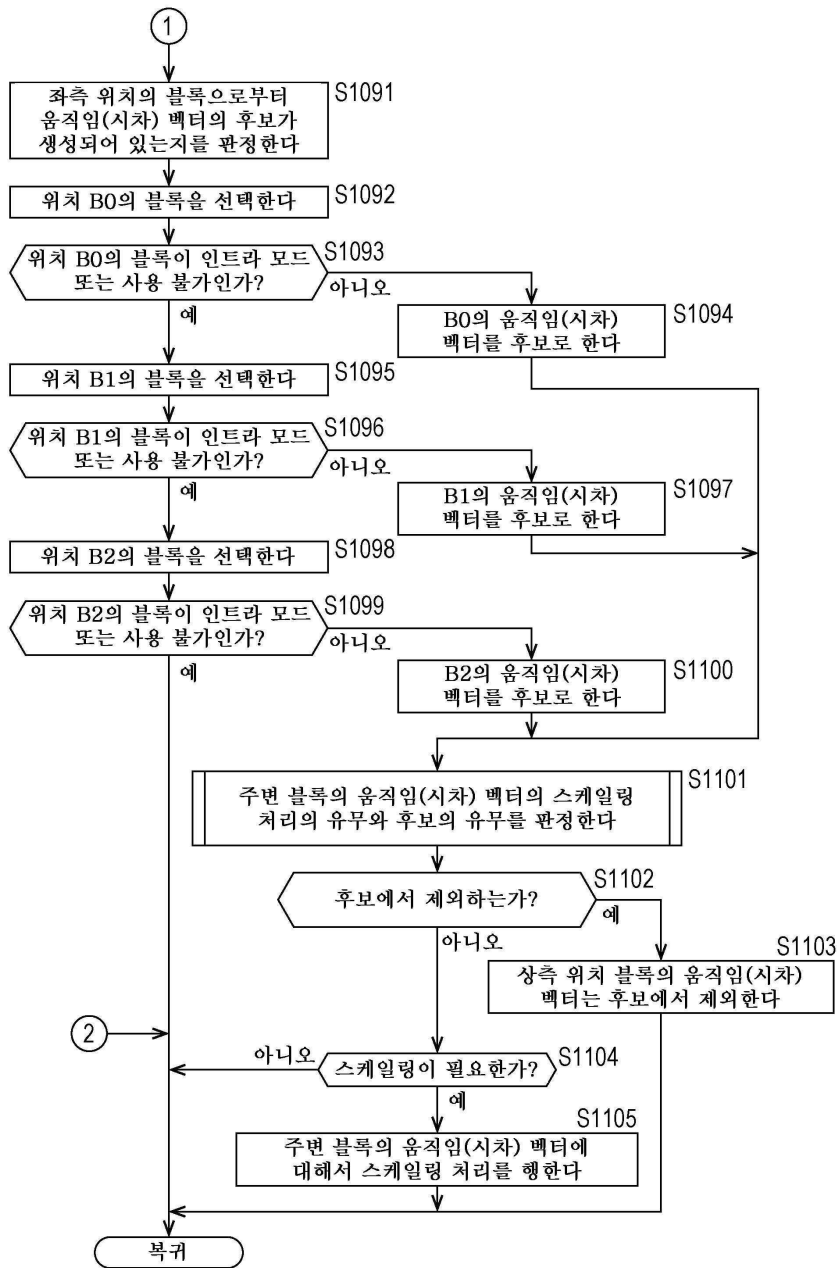 1
좌측 위치의 블록으로부터
움직임(시차) 벡터의 후보가
생성되어 있는지를 판정한다
S1091
위치 B0의 블록을 선택한다
S1092
위치 B0의 블록이 인트라 모드
또는 사용 불가인가?
S1093
아니오
예
B0의 움직임(시차)
벡터를 후보로 한다
S1094
위치 B1의 블록을 선택한다
S1095
위치 B1의 블록이 인트라 모드
또는 사용 불가인가?
S1096
아니오
예
B1의 움직임(시차)
벡터를 후보로 한다
S1097
위치 B2의 블록을 선택한다
S1098
위치 B2의 블록이 인트라 모드
또는 사용 불가인가?
S1099
아니오
예
B2의 움직임(시차)
벡터를 후보로 한다
S1100
주변 블록의 움직임(시차) 벡터의 스케일링
처리의 유무와 후보의 유무를 판정한다
S1101
후보에서 제외하는가?
S1102
예
아니오
상측 위치 블록의 움직임(시차)
벡터는 후보에서 제외한다
S1103
2
아니오
스케일링이 필요한가?
S1104
예
주변 블록의 움직임(시차) 벡터에
대해서 스케일링 처리를 행한다
S1105
복귀